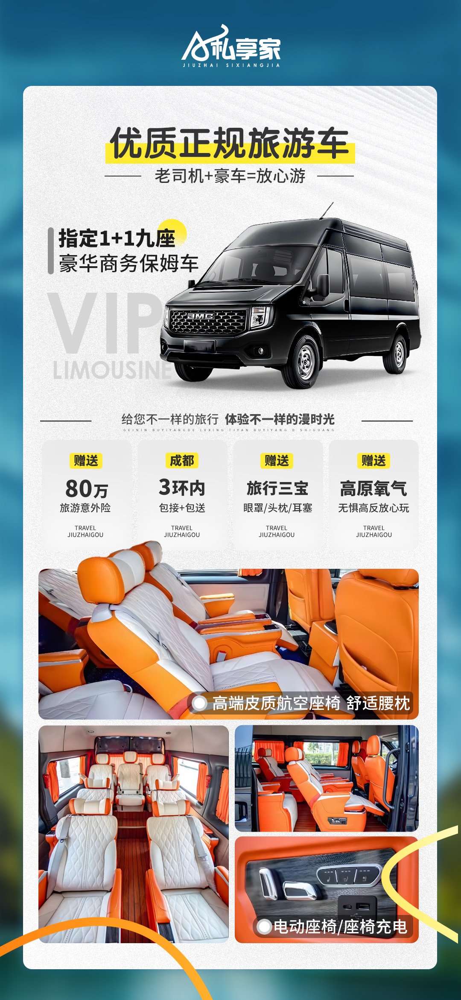 私享家
JIUZHAI SIXIANGJIA
优质正规旅游车
老司机+豪车=放心游
指定1+1九座
豪华商务保姆车
VIP
LIMOUSINE
JMC
给您不一样的旅行 体验不一样的漫时光
GEININ BUYIYANGDE LVXING TIYAN BUYIYANG D SHIGUANG
赠送
80万
旅游意外险
TRAVEL
JIUZHAIGOU
成都
3环内
包接+包送
TRAVEL
JIUZHAIGOU
赠送
旅行三宝
眼罩/头枕/耳塞
TRAVEL
JIUZHAIGOU
赠送
高原氧气
无惧高反放心玩
TRAVEL
JIUZHAIGOU
高端皮质航空座椅 舒适腰枕
电动座椅/座椅充电